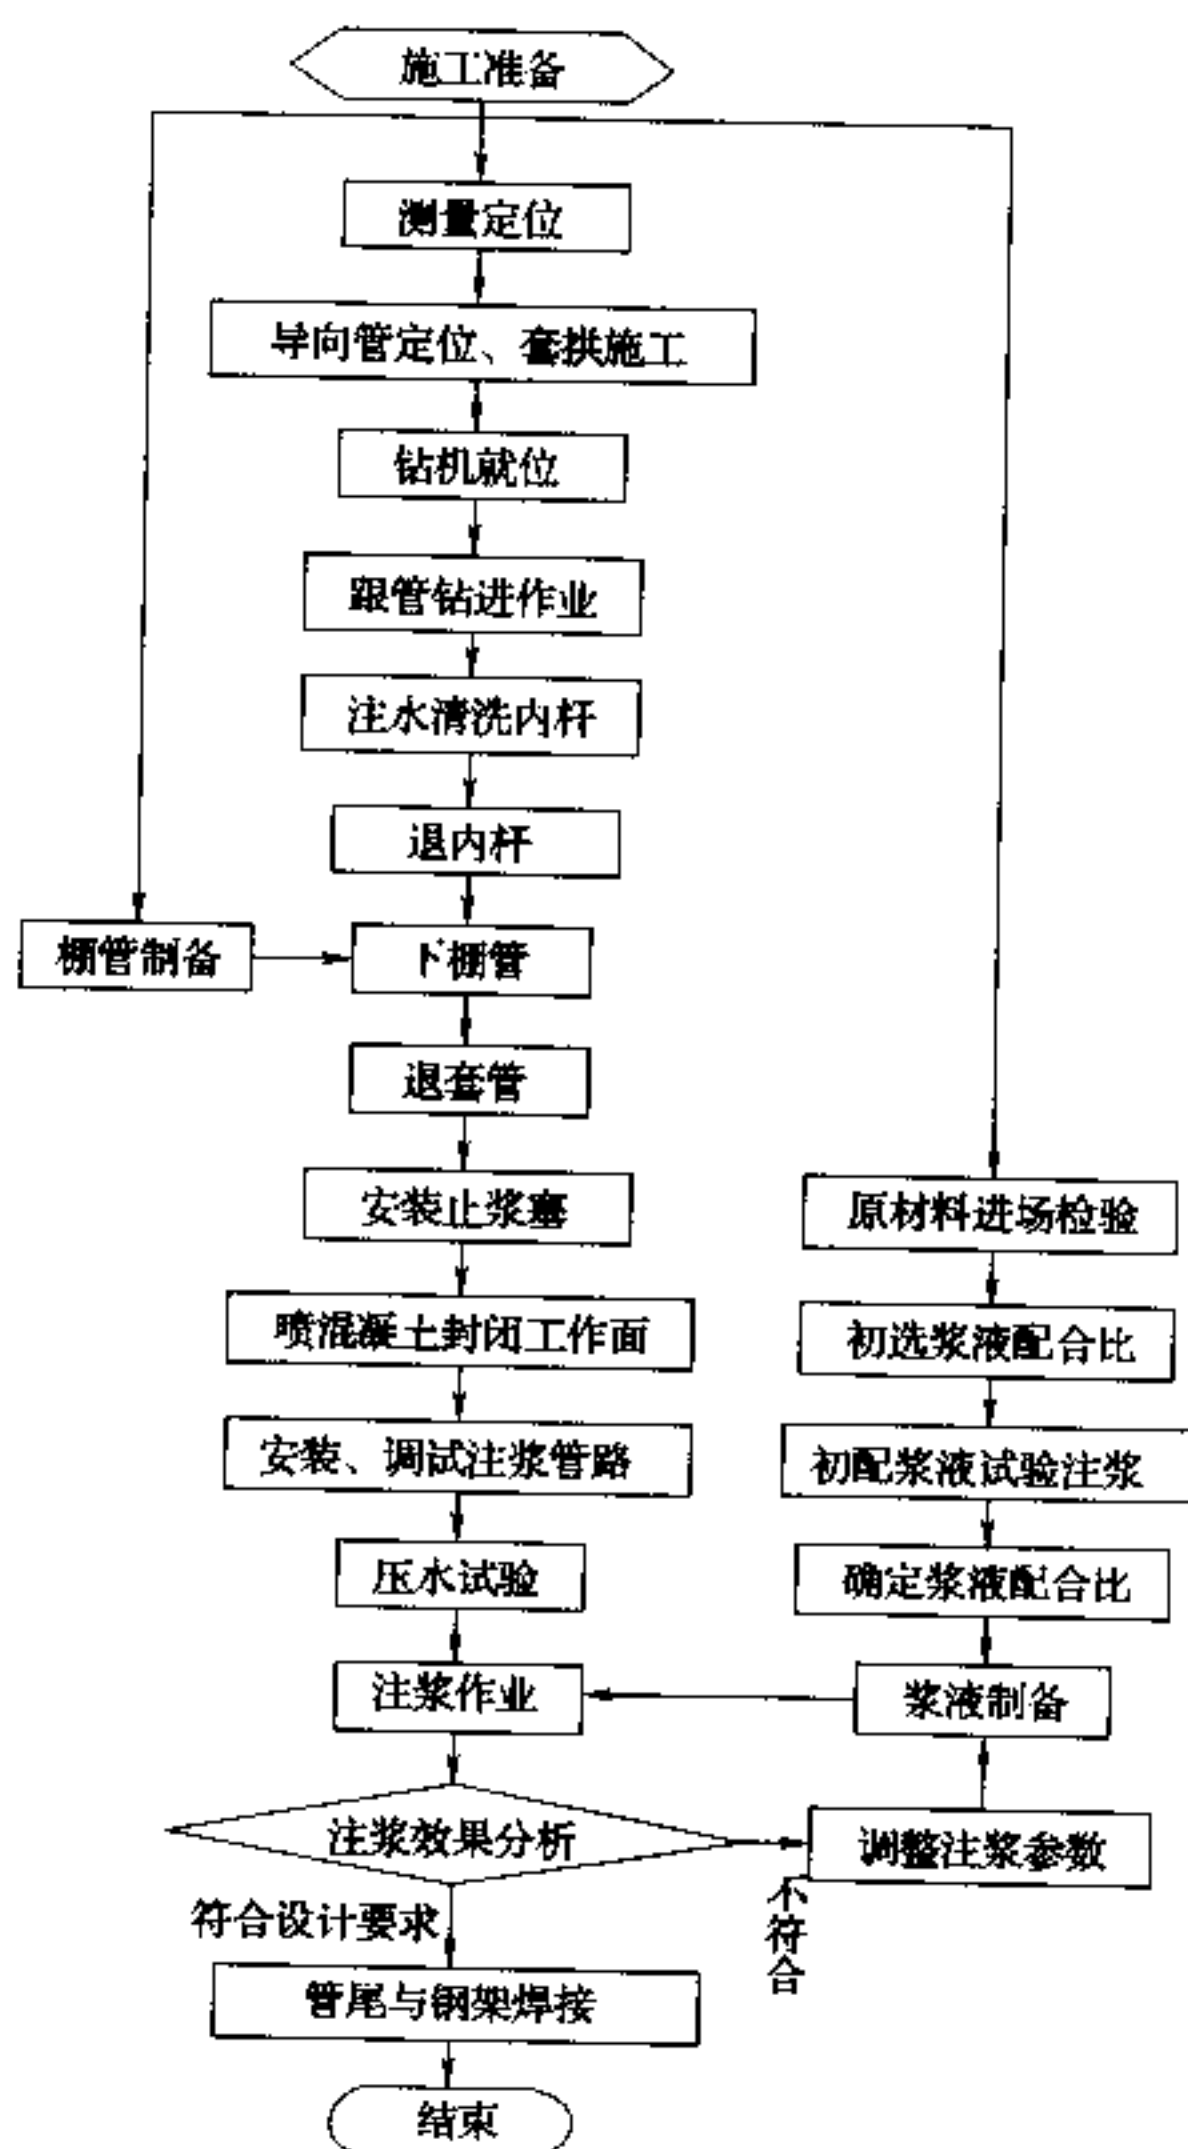 施工准备
测量定位
导向管定位、套拱施工
钻机就位
跟管钻进作业
注水清洗内杆
退内杆
棚管制备
下棚管
退套管
安装止浆塞
原材料进场检验
喷混凝土封闭工作面
初选浆液配合比
安装、调试注浆管路
初配浆液试验注浆
压水试验
确定浆液配合比
注浆作业
浆液制备
注浆效果分析
调整注浆参数
符合设计要求
不符合
管尾与钢架焊接
结束